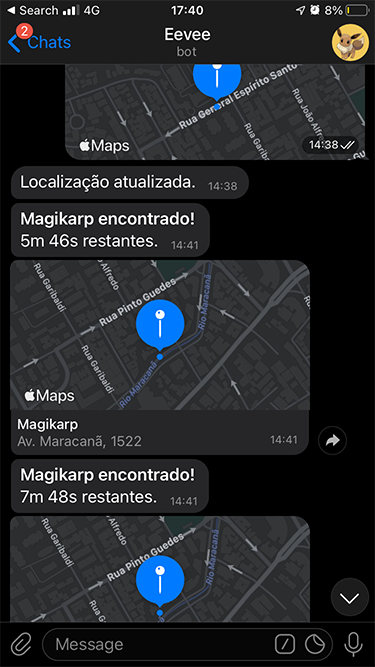 Search 4G 17:40 8%
2
Chats
Eevee
bot
Rua General Espírito Santo
Rua João Alfredo
Maps
14:38
Localização atualizada. 14:38
Magikarp encontrado!
5m 46s restantes. 14:41
Rua Garibaldi
Rua Pinto Guedes
Rio Maracanã
Rua Garibaldi
Rio Maracanã
Maps
Magikarp
Av. Maracanã, 1522 14:41
Magikarp encontrado!
7m 48s restantes. 14:41
Rua João Alfredo
Rua Garibaldi
Rua Pinto Guedes
Rio Maracanã
Message